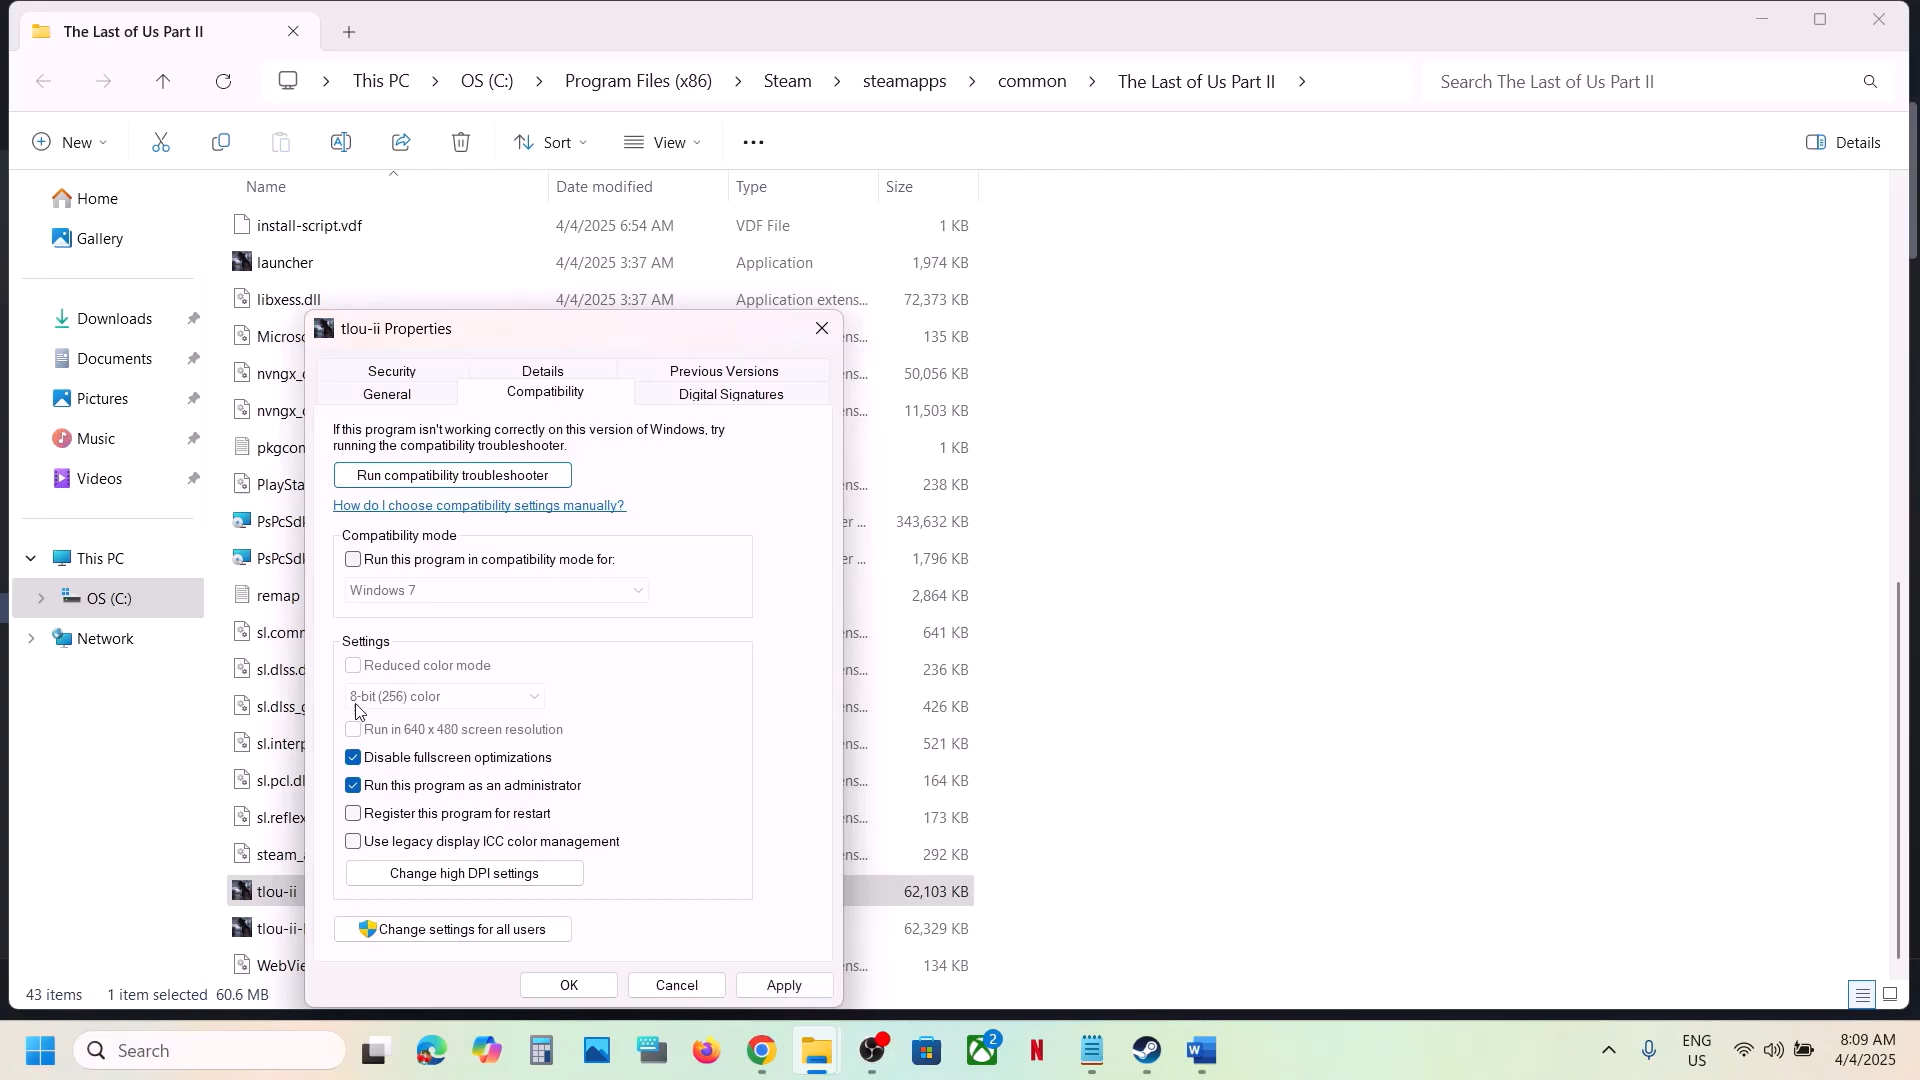 The Last of Us Part II
This PC > OS (C:) > Program Files (x86) > Steam > steamapps > common > The Last of Us Part II >
Search The Last of Us Part II
New
Sort
View
Details
Home
Gallery
Downloads
Documents
Pictures
Music
Videos
This PC
OS (C:)
Network
Name Date modified Type Size
install-script.vdf 4/4/2025 6:54 AM VDF File 1 KB
launcher 4/4/2025 3:37 AM Application 1,974 KB
libxess.dll 4/4/2025 3:37 AM Application extens... 72,373 KB
135 KB
50,056 KB
11,503 KB
1 KB
238 KB
343,632 KB
1,796 KB
remap 2,864 KB
641 KB
236 KB
426 KB
521 KB
164 KB
173 KB
292 KB
tlou-ii 62,103 KB
62,329 KB
134 KB
tlou-ii Properties
Security Details Previous Versions
General Compatibility Digital Signatures
If this program isn't working correctly on this version of Windows, try
running the compatibility troubleshooter.
Run compatibility troubleshooter
How do I choose compatibility settings manually?
Compatibility mode
Run this program in compatibility mode for:
Windows 7
Settings
Reduced color mode
8-bit (256) color
Run in 640 x 480 screen resolution
Disable fullscreen optimizations
Run this program as an administrator
Register this program for restart
Use legacy display ICC color management
Change high DPI settings
Change settings for all users
OK Cancel Apply
43 items 1 item selected 60.6 MB
Search
2
ENG
US
8:09 AM
4/4/2025